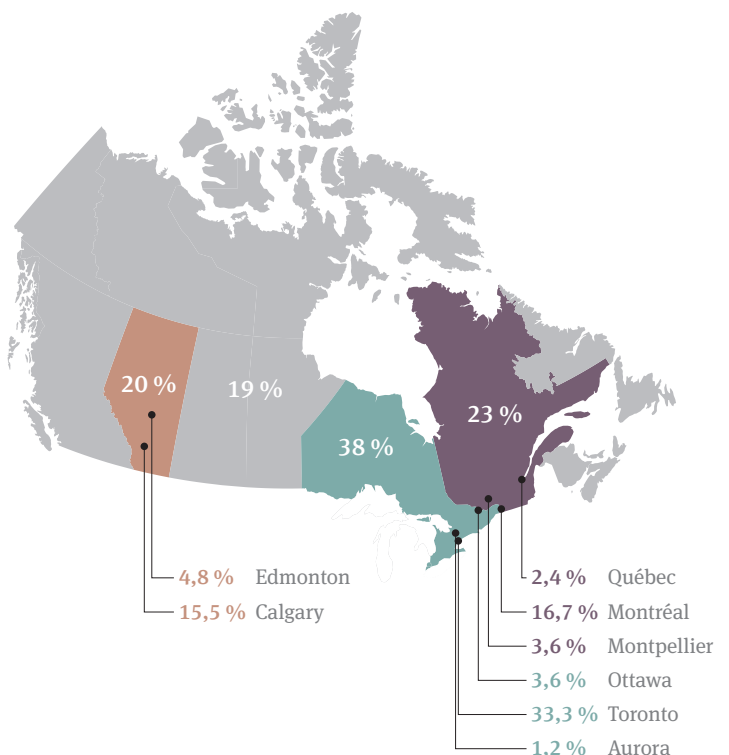 20 %
19 %
38 %
23 %
4,8 % Edmonton
15,5 % Calgary
2,4 % Québec
16,7 % Montréal
3,6 % Montpellier
3,6 % Ottawa
33,3 % Toronto
1,2 % Aurora